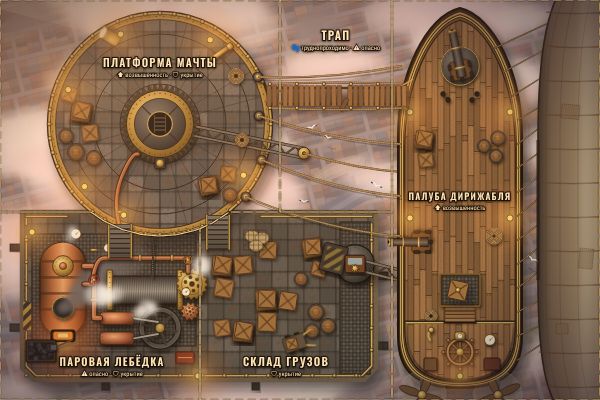 ТРАП
труднопроходимо · опасно
ПЛАТФОРМА МАЧТЫ
возвышенность · укрытие
ПАЛУБА ДИРИЖАБЛЯ
возвышенность
ПАРОВАЯ ЛЕБЁДКА
опасно · укрытие
СКЛАД ГРУЗОВ
укрытие